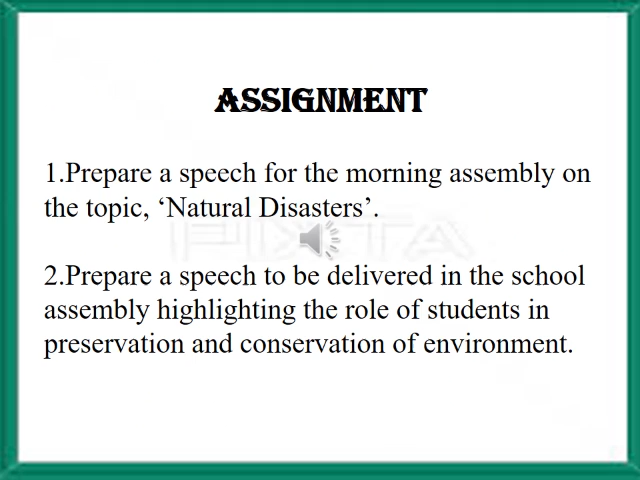 ASSIGNMENT
1.Prepare a speech for the morning assembly on
the topic, ‘Natural Disasters’.
PIXTA
2.Prepare a speech to be delivered in the school
assembly highlighting the role of students in
preservation and conservation of environment.